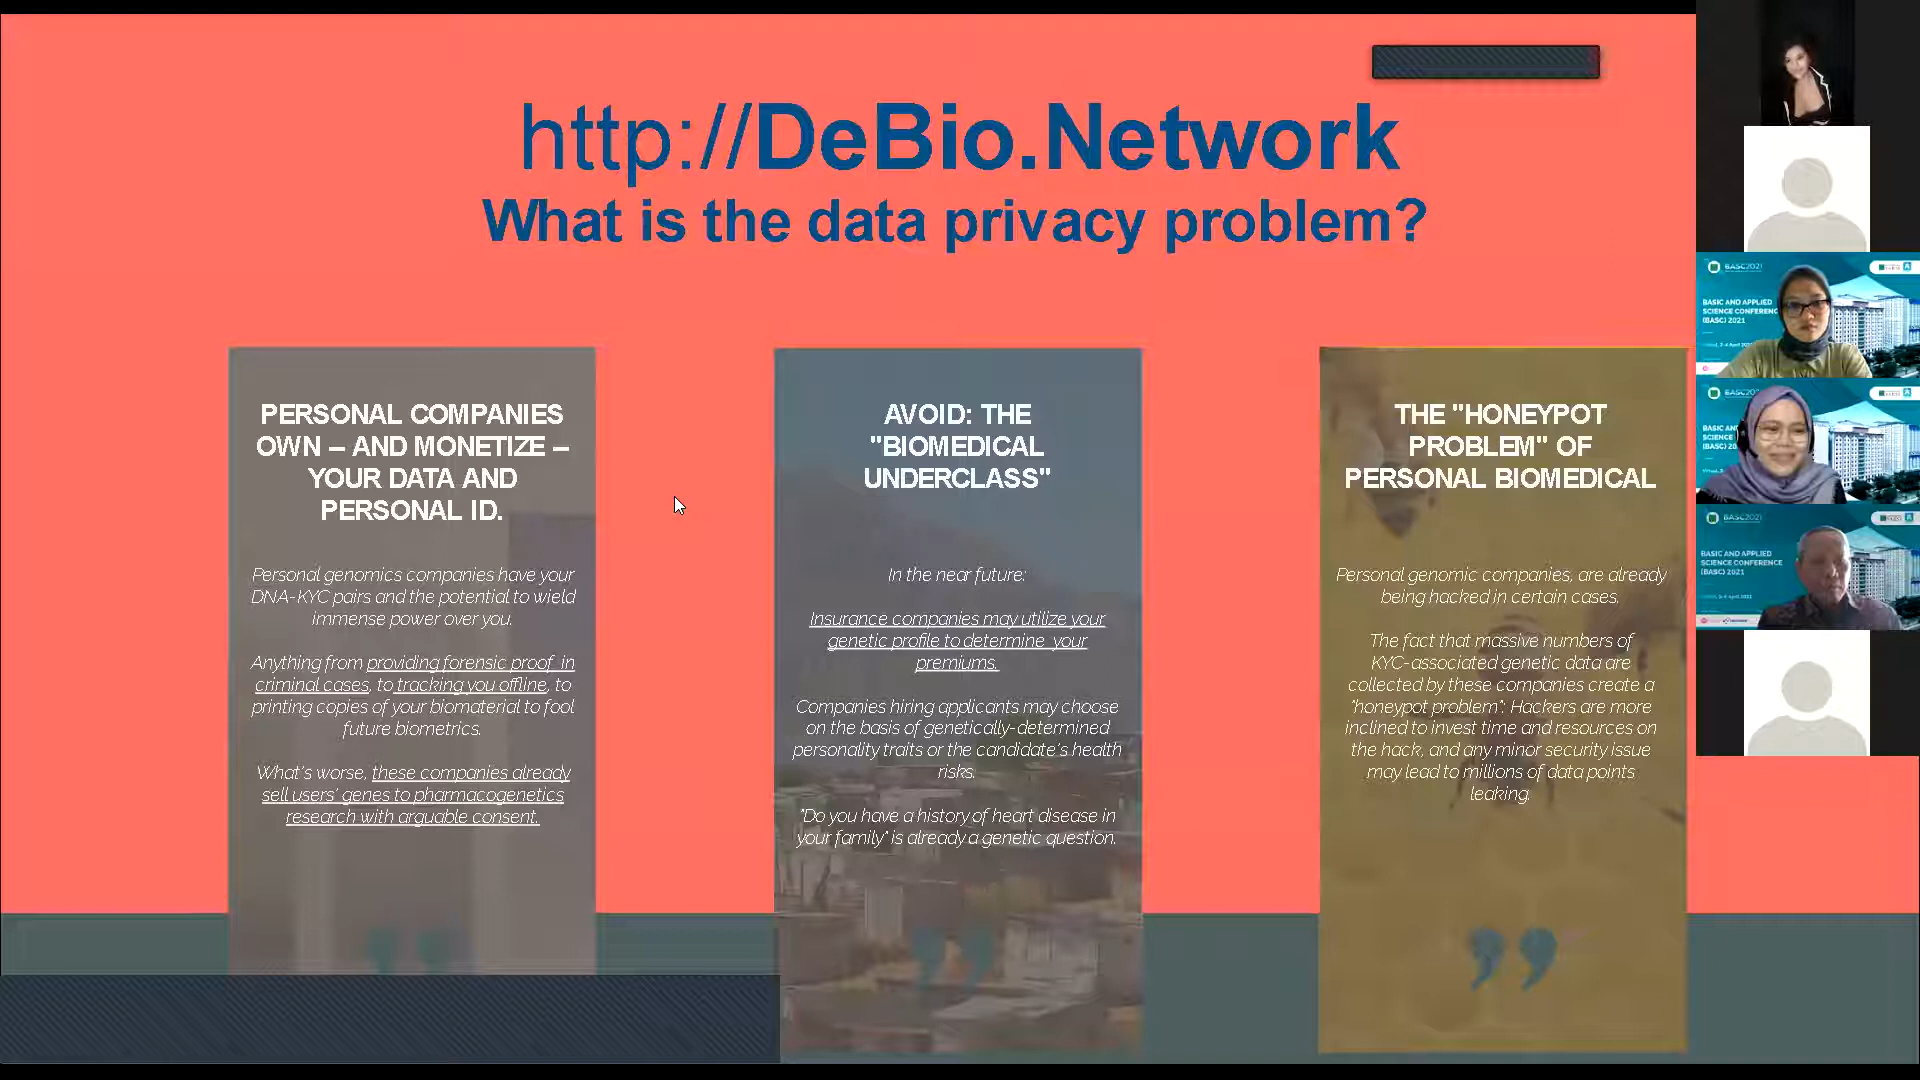 http://DeBio.Network
What is the data privacy problem?
PERSONAL COMPANIES
OWN – AND MONETIZE –
YOUR DATA AND
PERSONAL ID.
Personal genomics companies have your
DNA-KYC pairs and the potential to wield
immense power over you.
Anything from providing forensic proof in
criminal cases, to tracking you offline, to
printing copies of your biomaterial to fool
future biometrics.
What's worse, these companies already
sell users' genes to pharmacogenetics
research with arguable consent.
AVOID: THE
"BIOMEDICAL
UNDERCLASS"
In the near future:
Insurance companies may utilize your
genetic profile to determine your
premiums.
Companies hiring applicants may choose
on the basis of genetically-determined
personality traits or the candidate's health
risks.
"Do you have a history of heart disease in
your family" is already a genetic question.
THE "HONEYPOT
PROBLEM" OF
PERSONAL BIOMEDICAL
Personal genomic companies, are already
being hacked in certain cases.
The fact that massive numbers of
KYC-associated genetic data are
collected by these companies create a
"honeypot problem": Hackers are more
inclined to invest time and resources on
the hack, and any minor security issue
may lead to millions of data points
leaking.
”
BASC2021
BASIC AND APPLIED
SCIENCE CONFERENC
(BASC) 2021
BASC2021
BASIC AND APPLIED
SCIENCE CONFERENCE
(BASC) 2021